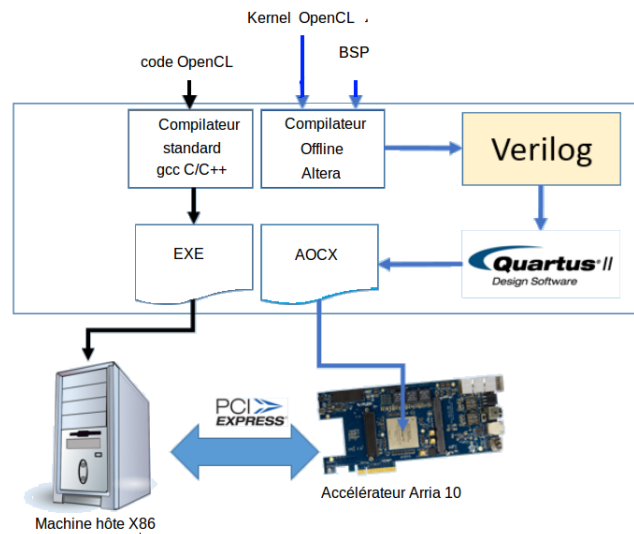 Kernel OpenCL
BSP
code OpenCL
Compilateur
standard
gcc C/C++
Compilateur
Offline
Altera
Verilog
EXE
AOCX
Quartus® II
Design Software
PCI
EXPRESS®
Accélérateur Arria 10
Machine hôte X86